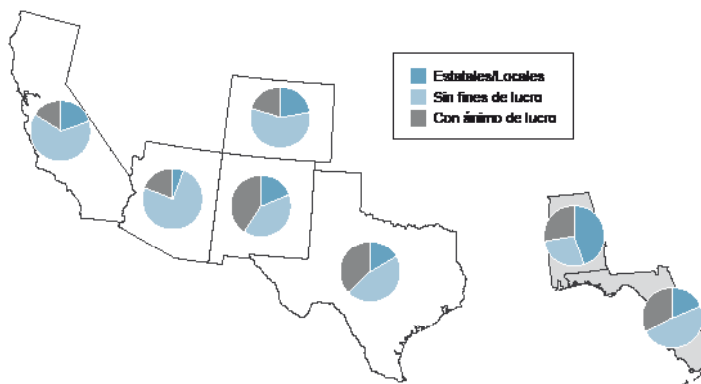 Estatales/Locales
Sin fines de lucro
Con ánimo de lucro